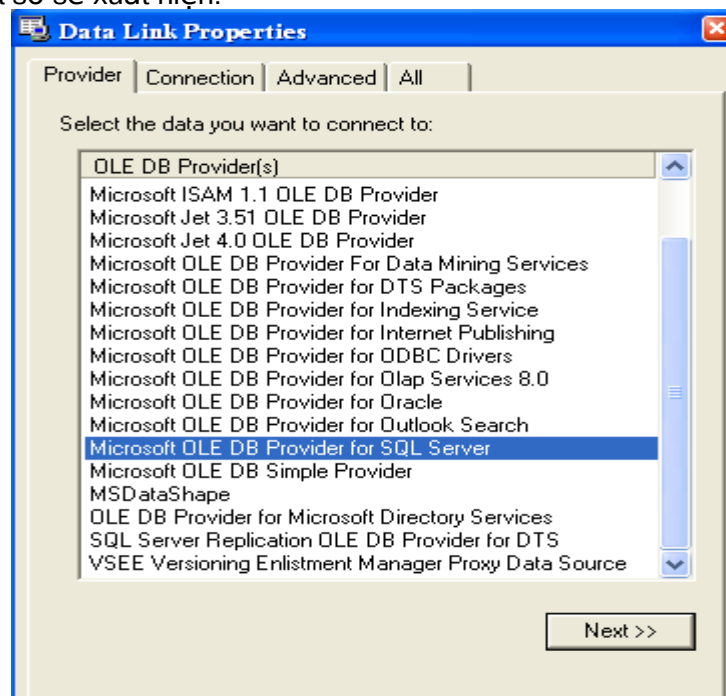 sổ sẽ xuất hiện.
Data Link Properties
Provider Connection Advanced All
Select the data you want to connect to:
OLE DB Provider(s)
Microsoft ISAM 1.1 OLE DB Provider
Microsoft Jet 3.51 OLE DB Provider
Microsoft Jet 4.0 OLE DB Provider
Microsoft OLE DB Provider For Data Mining Services
Microsoft OLE DB Provider for DTS Packages
Microsoft OLE DB Provider for Indexing Service
Microsoft OLE DB Provider for Internet Publishing
Microsoft OLE DB Provider for ODBC Drivers
Microsoft OLE DB Provider for Olap Services 8.0
Microsoft OLE DB Provider for Oracle
Microsoft OLE DB Provider for Outlook Search
Microsoft OLE DB Provider for SQL Server
Microsoft OLE DB Simple Provider
MSDataShape
OLE DB Provider for Microsoft Directory Services
SQL Server Replication OLE DB Provider for DTS
VSEE Versioning Enlistment Manager Proxy Data Source
Next >>